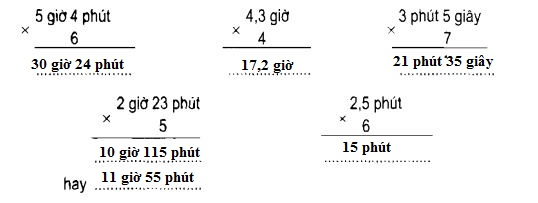 5 giờ 4 phút
× 6
30 giờ 24 phút
4,3 giờ
× 4
17,2 giờ
3 phút 5 giây
× 7
21 phút 35 giây
2 giờ 23 phút
× 5
10 giờ 115 phút
hay 11 giờ 55 phút
2,5 phút
× 6
15 phút